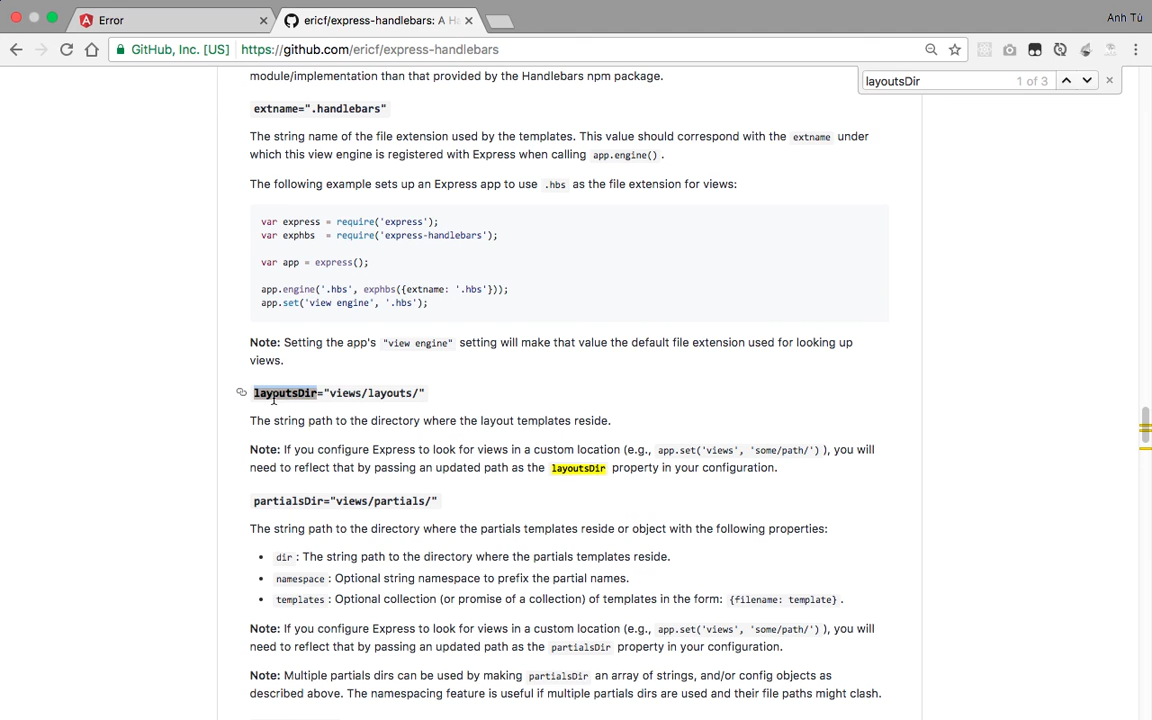 Error
ericf/express-handlebars: A H
Anh Tú
GitHub, Inc. [US]
https://github.com/ericf/express-handlebars
layoutsDir
1 of 3
module/implementation than that provided by the Handlebars npm package.
extname=".handlebars"
The string name of the file extension used by the templates. This value should correspond with the extname under
which this view engine is registered with Express when calling app.engine() .
The following example sets up an Express app to use .hbs as the file extension for views:
var express = require('express');
var exphbs  = require('express-handlebars');
var app = express();
app.engine('.hbs', exphbs({extname: '.hbs'}));
app.set('view engine', '.hbs');
Note: Setting the app's "view engine" setting will make that value the default file extension used for looking up
views.
layoutsDir="views/layouts/"
The string path to the directory where the layout templates reside.
Note: If you configure Express to look for views in a custom location (e.g., app.set('views', 'some/path/') ), you will
need to reflect that by passing an updated path as the layoutsDir property in your configuration.
partialsDir="views/partials/"
The string path to the directory where the partials templates reside or object with the following properties:
• dir : The string path to the directory where the partials templates reside.
• namespace : Optional string namespace to prefix the partial names.
• templates : Optional collection (or promise of a collection) of templates in the form: {filename: template} .
Note: If you configure Express to look for views in a custom location (e.g., app.set('views', 'some/path/') ), you will
need to reflect that by passing an updated path as the partialsDir property in your configuration.
Note: Multiple partials dirs can be used by making partialsDir an array of strings, and/or config objects as
described above. The namespacing feature is useful if multiple partials dirs are used and their file paths might clash.